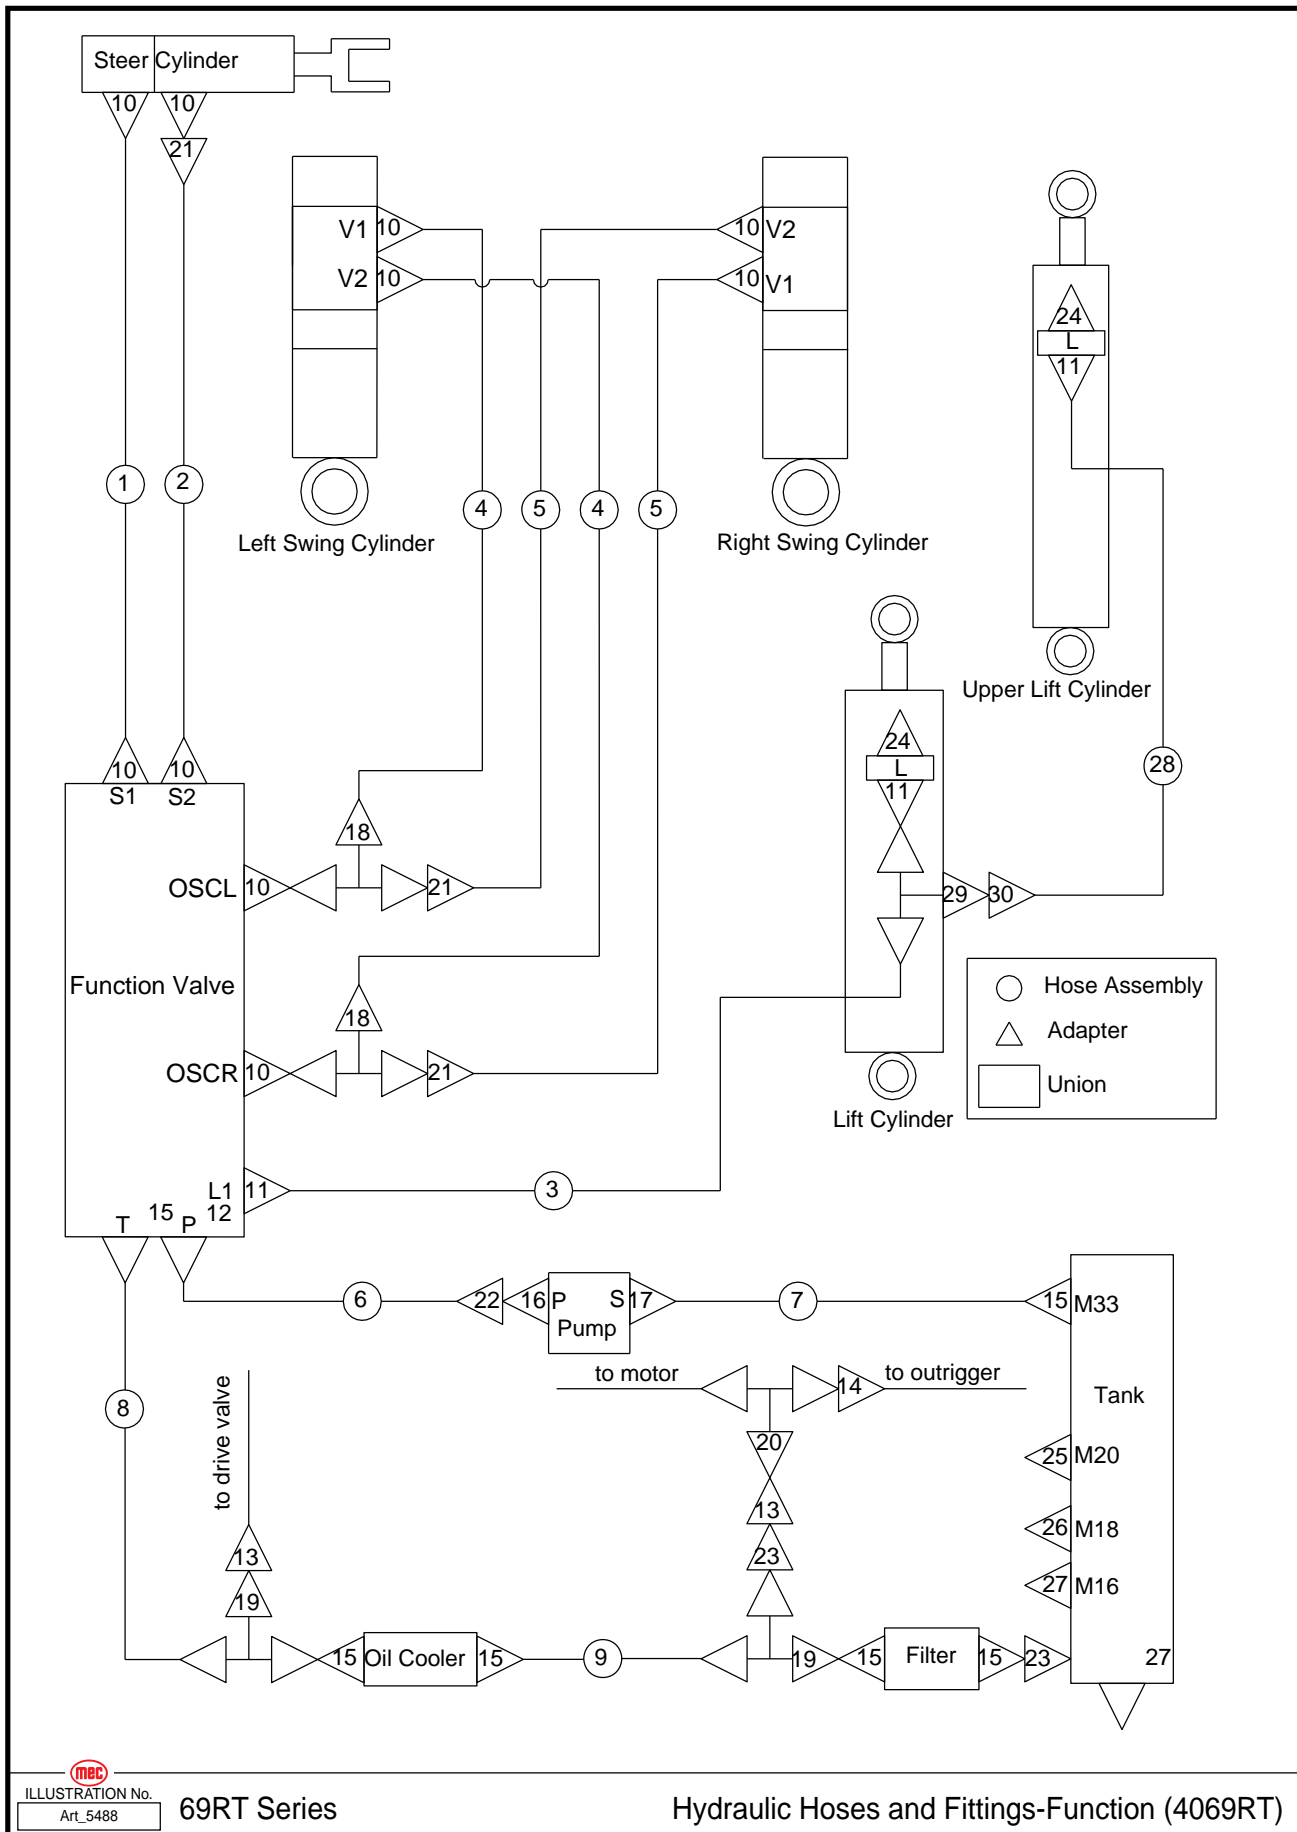 Steer Cylinder
10 10
21
V1 10
V2 10
10 V2
10 V1
24
L
11
1 2
4 5 4 5
Left Swing Cylinder
Right Swing Cylinder
Upper Lift Cylinder
24
L
11
28
10 10
S1 S2
18
OSCL 10
21
29 30
Function Valve
18
OSCR 10
21
Hose Assembly
Adapter
Union
Lift Cylinder
L1 11
12
3
15
T P
6
22 16 P
S 17
Pump
7
15 M33
to motor
14
to outrigger
Tank
8
to drive valve
20
25 M20
13
26 M18
13
23
27 M16
19
15 Oil Cooler 15
9
19 15 Filter 15 23
27
mec
ILLUSTRATION No.
Art_5488
69RT Series
Hydraulic Hoses and Fittings-Function (4069RT)